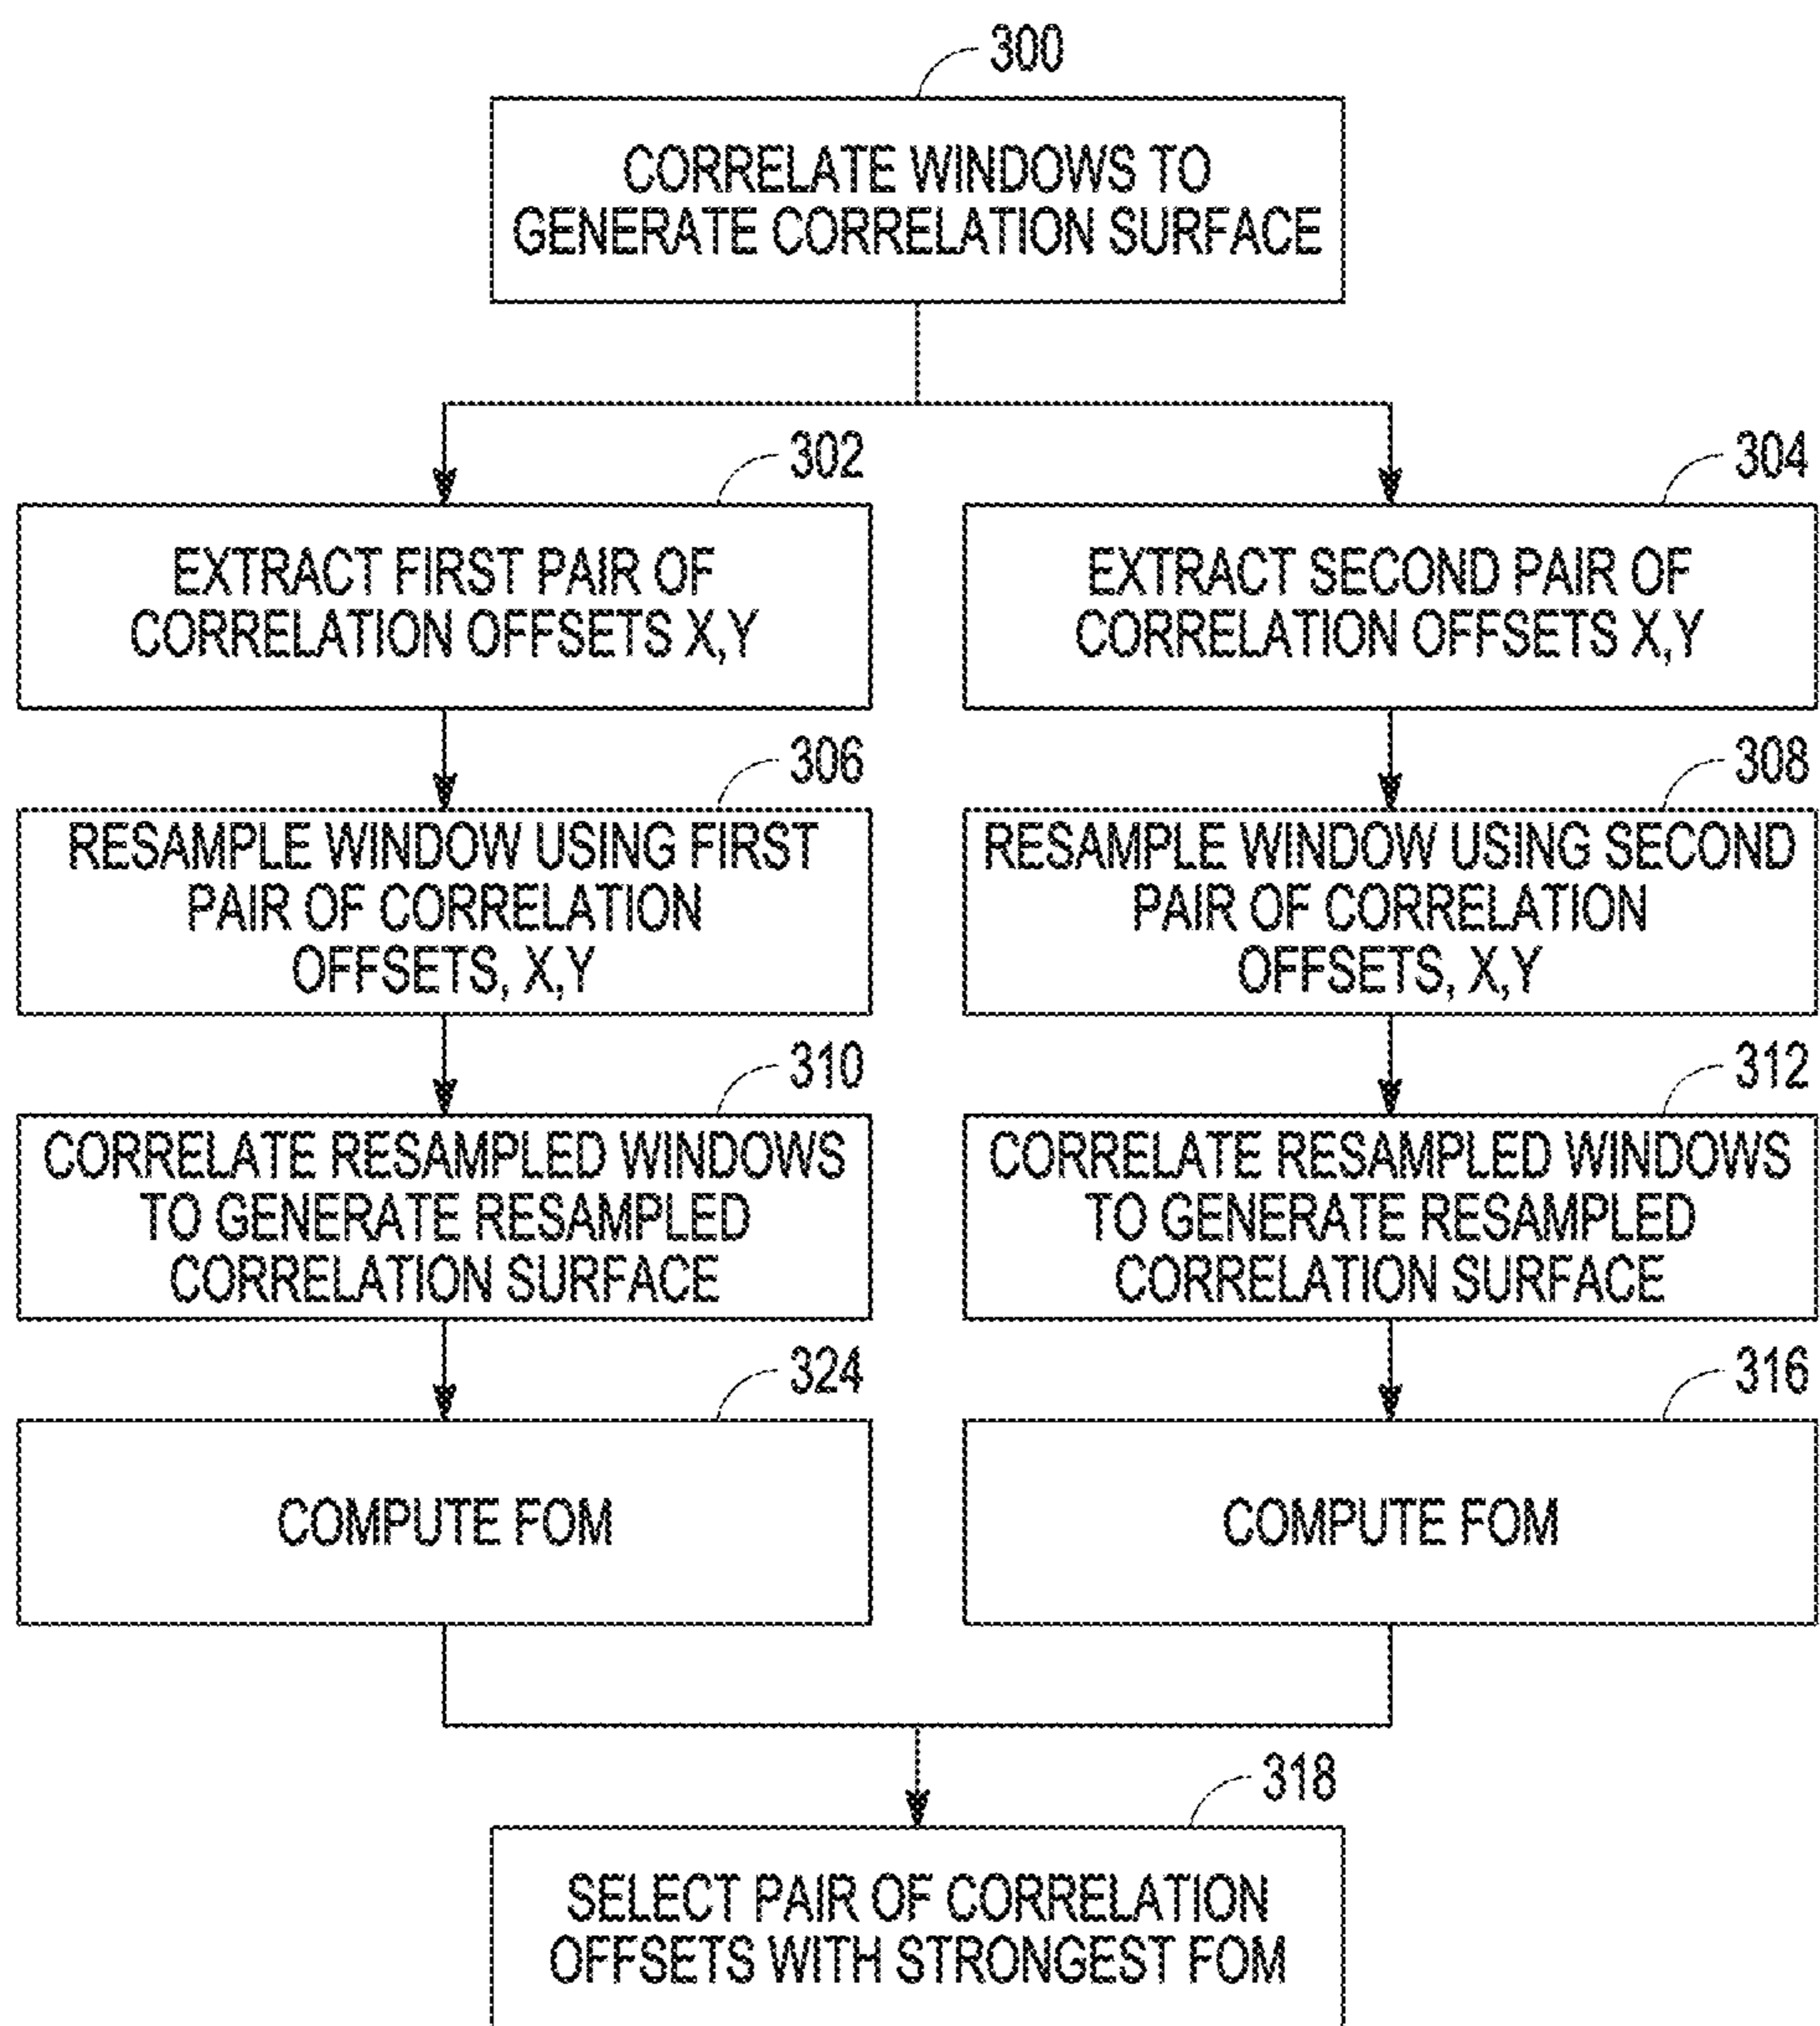 300
CORRELATE WINDOWS TO
GENERATE CORRELATION SURFACE
302
EXTRACT FIRST PAIR OF
CORRELATION OFFSETS X,Y
304
EXTRACT SECOND PAIR OF
CORRELATION OFFSETS X,Y
306
RESAMPLE WINDOW USING FIRST
PAIR OF CORRELATION
OFFSETS, X,Y
308
RESAMPLE WINDOW USING SECOND
PAIR OF CORRELATION
OFFSETS, X,Y
310
CORRELATE RESAMPLED WINDOWS
TO GENERATE RESAMPLED
CORRELATION SURFACE
312
CORRELATE RESAMPLED WINDOWS
TO GENERATE RESAMPLED
CORRELATION SURFACE
324
COMPUTE FOM
316
COMPUTE FOM
318
SELECT PAIR OF CORRELATION
OFFSETS WITH STRONGEST FOM